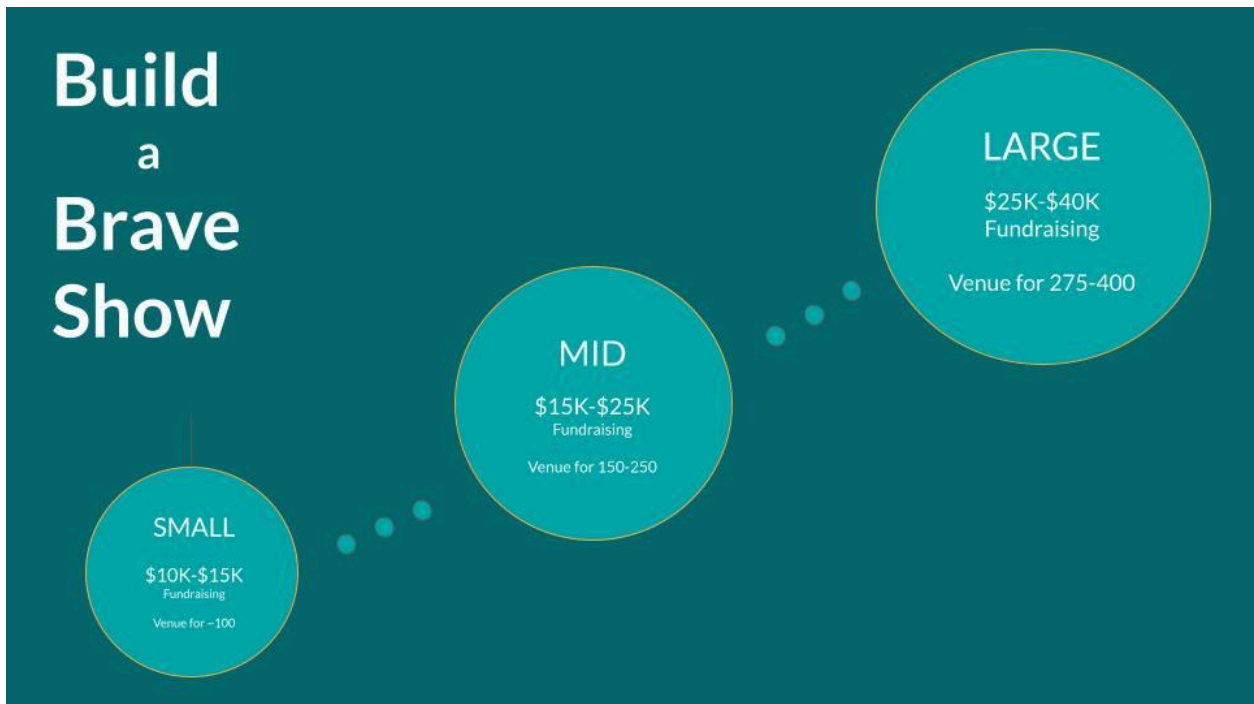 Build
a
Brave
Show
SMALL
$10K-$15K
Fundraising
Venue for ~100
MID
$15K-$25K
Fundraising
Venue for 150-250
LARGE
$25K-$40K
Fundraising
Venue for 275-400